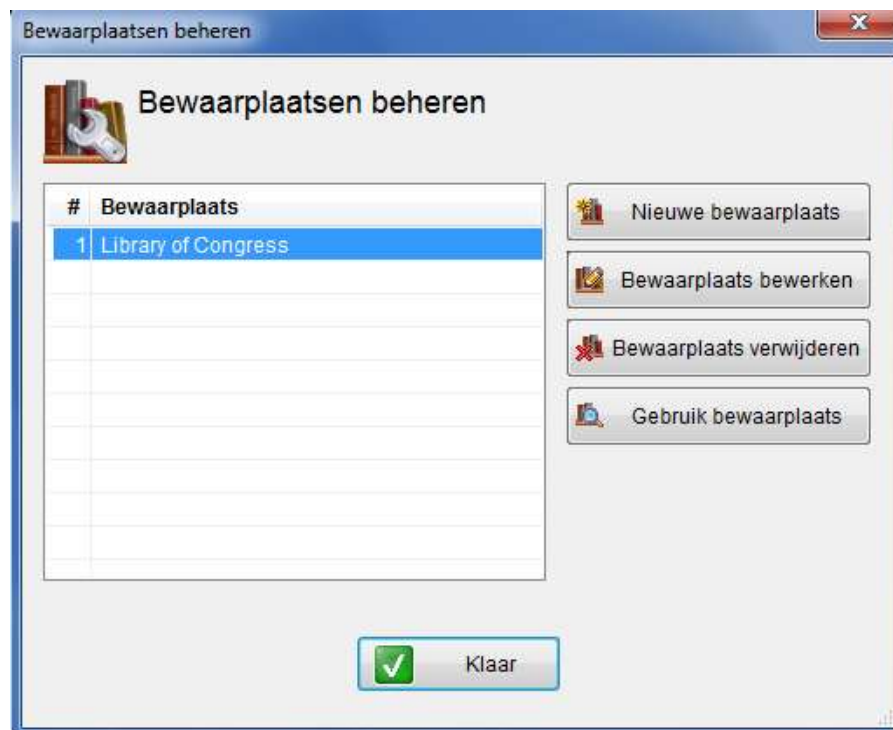 Bewaarplaatsen beheren
Bewaarplaatsen beheren
# Bewaarplaats
1 Library of Congress
Nieuwe bewaarplaats
Bewaarplaats bewerken
Bewaarplaats verwijderen
Gebruik bewaarplaats
Klaar